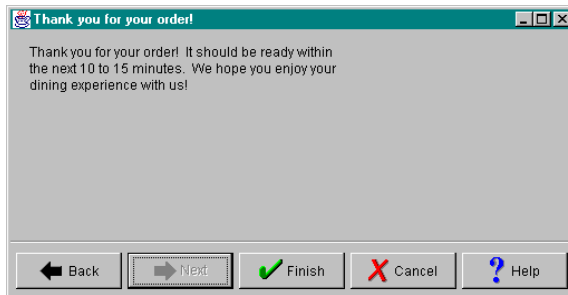 Thank you for your order!
Thank you for your order!  It should be ready within
the next 10 to 15 minutes.  We hope you enjoy your
dining experience with us!
Back Next Finish Cancel Help